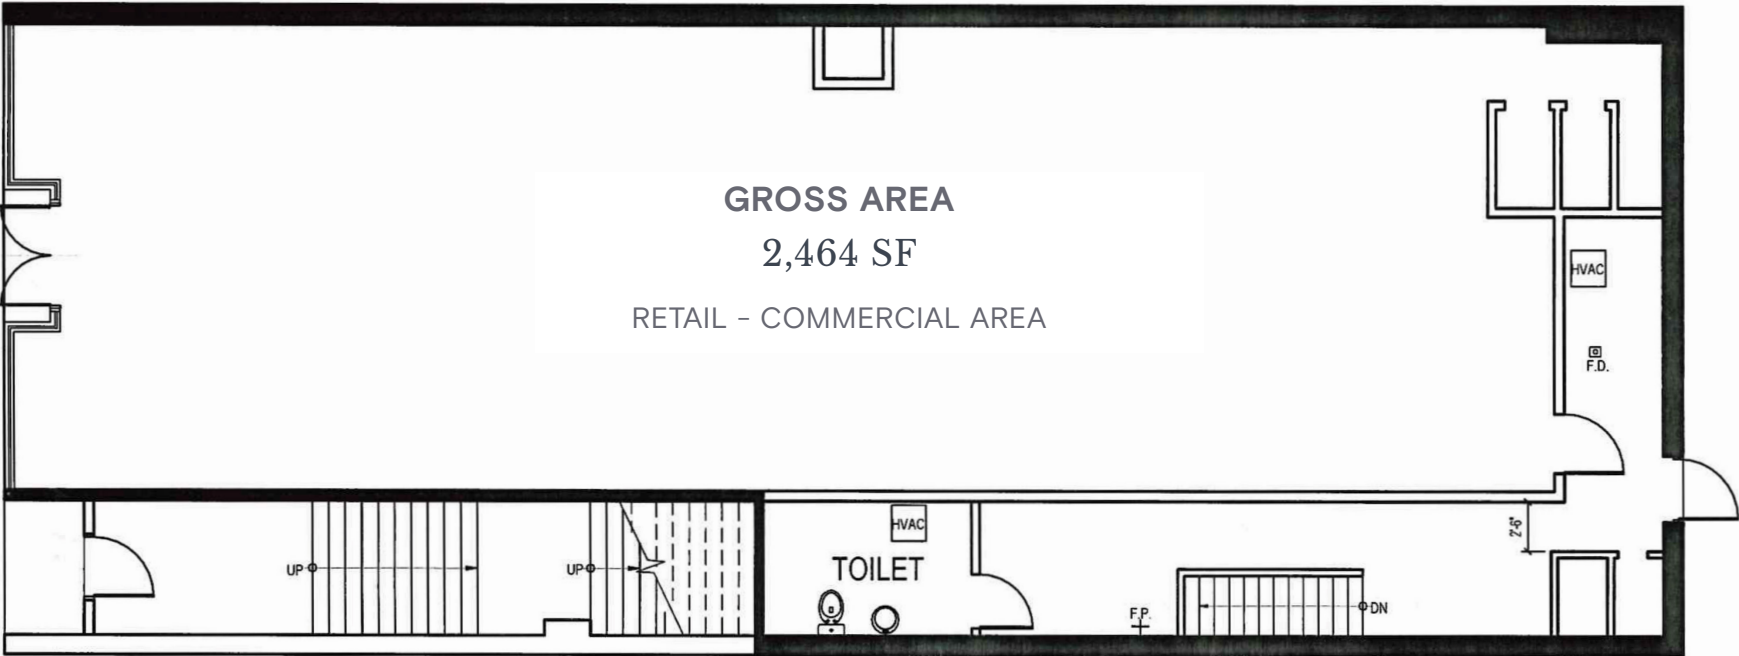 GROSS AREA
2,464 SF
RETAIL - COMMERCIAL AREA
HVAC
F.D.
2'-6"
HVAC
TOILET
UP
UP
F.P.
DN